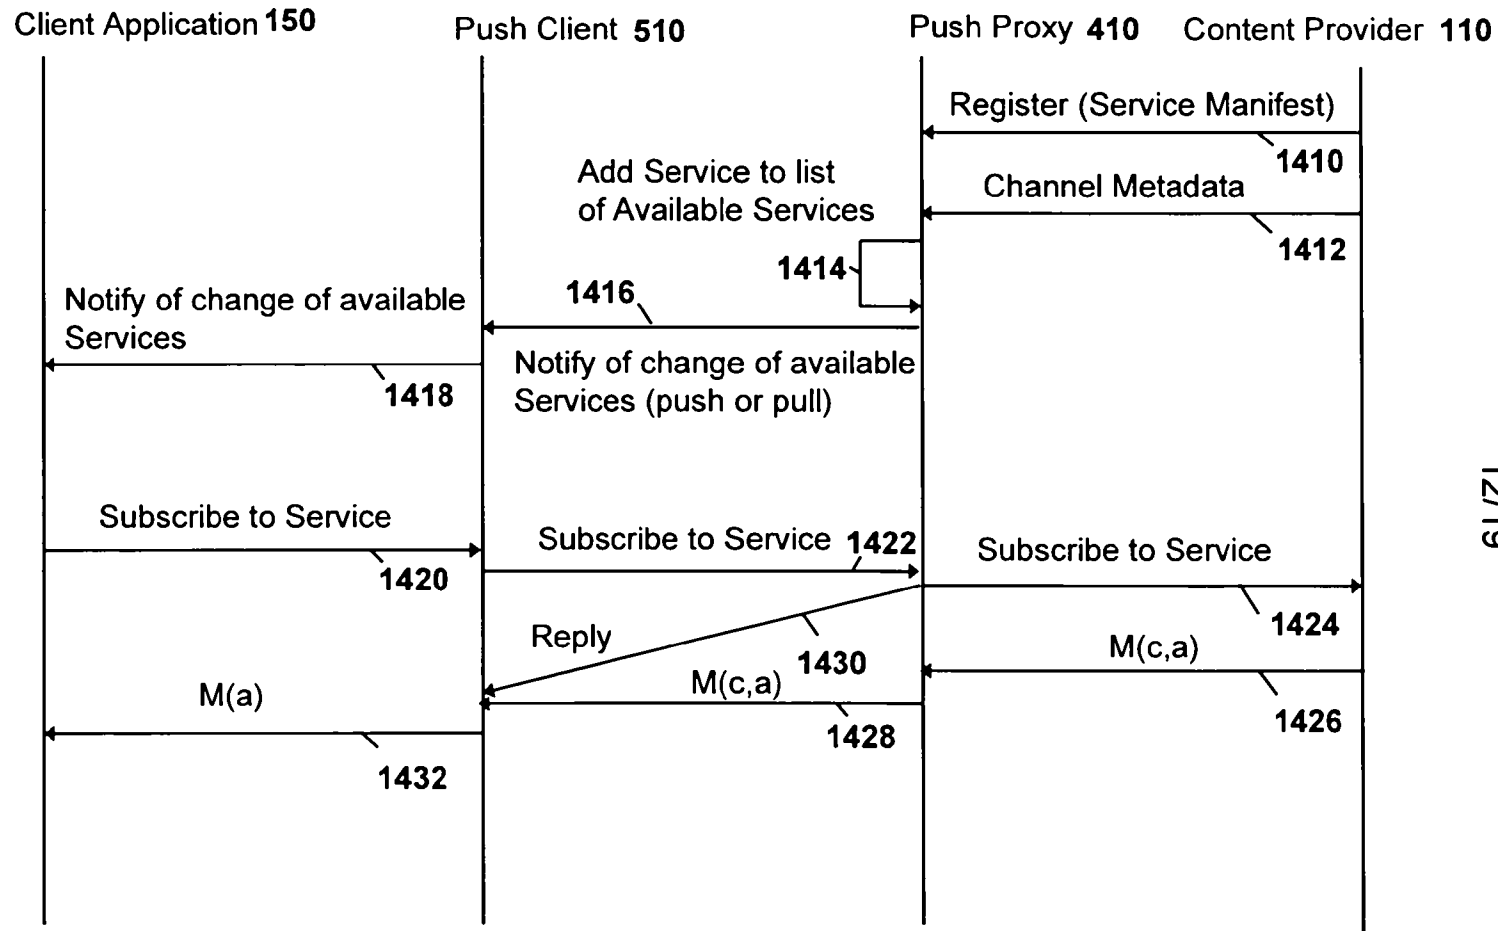 Client Application 150
Push Client 510
Push Proxy 410
Content Provider 110
Register (Service Manifest)
1410
Channel Metadata
1412
Add Service to list
of Available Services
1414
1416
Notify of change of available
Services
1418
Notify of change of available
Services (push or pull)
Subscribe to Service
1420
Subscribe to Service 1422
Subscribe to Service
1424
Reply
1430
M(c,a)
1426
M(c,a)
1428
M(a)
1432
12/19